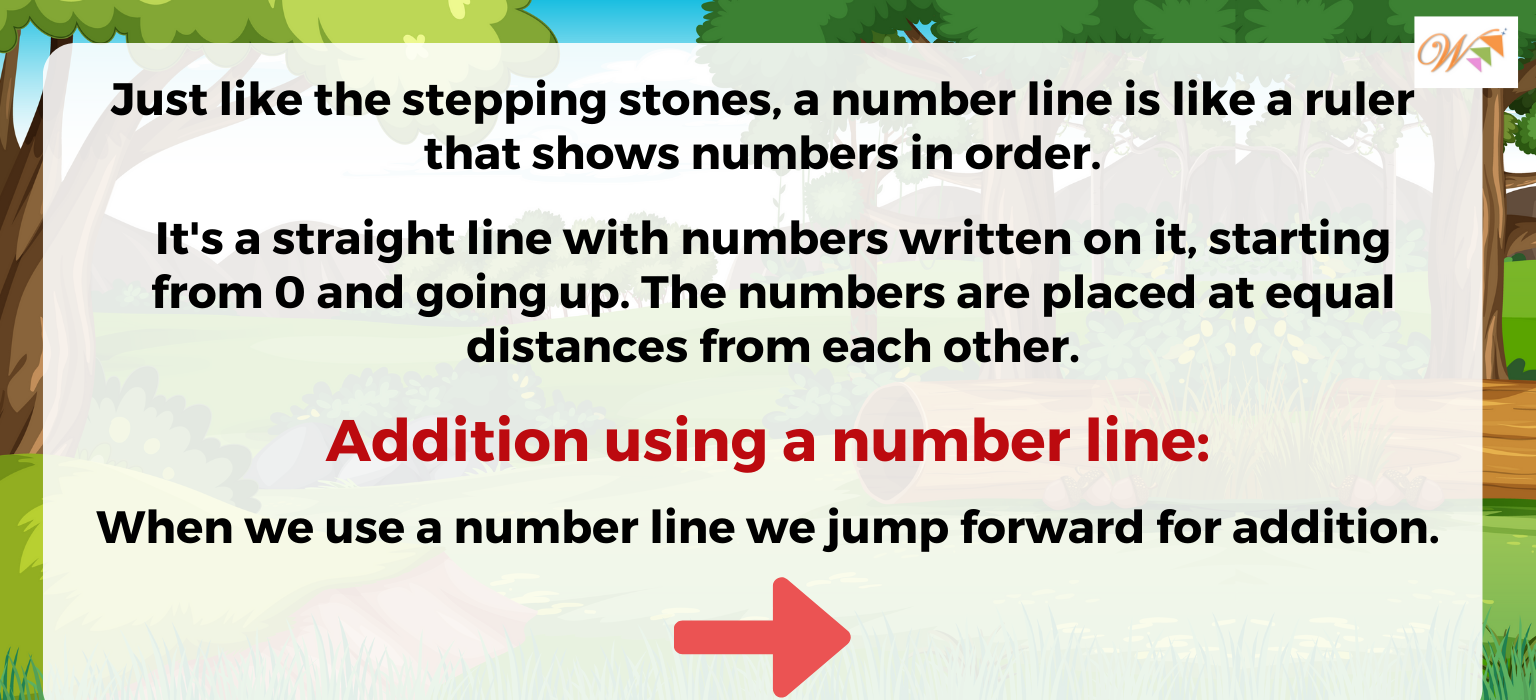 Just like the stepping stones, a number line is like a ruler
that shows numbers in order.
It's a straight line with numbers written on it, starting
from 0 and going up. The numbers are placed at equal
distances from each other.
Addition using a number line:
When we use a number line we jump forward for addition.
W